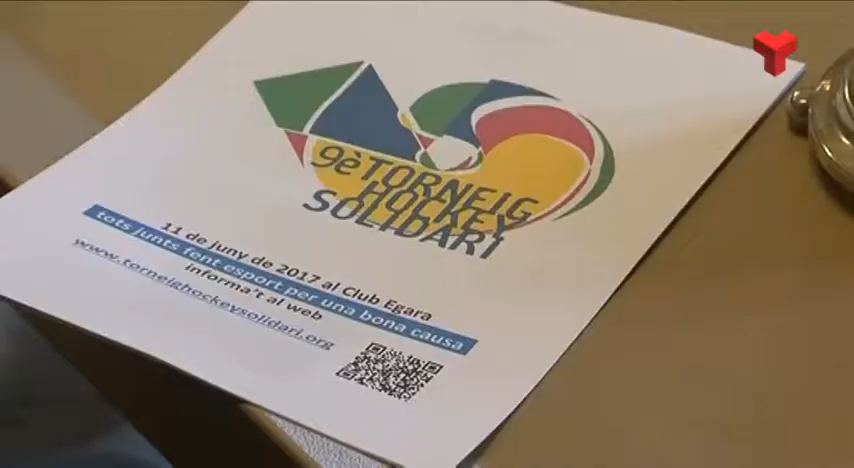 9è TORNEIG
HOCKEY
SOLIDARI
11 de juny de 2017 al Club Egara
tots junts fent esport per una bona causa
informa't al web
www.torneighockeysolidari.org